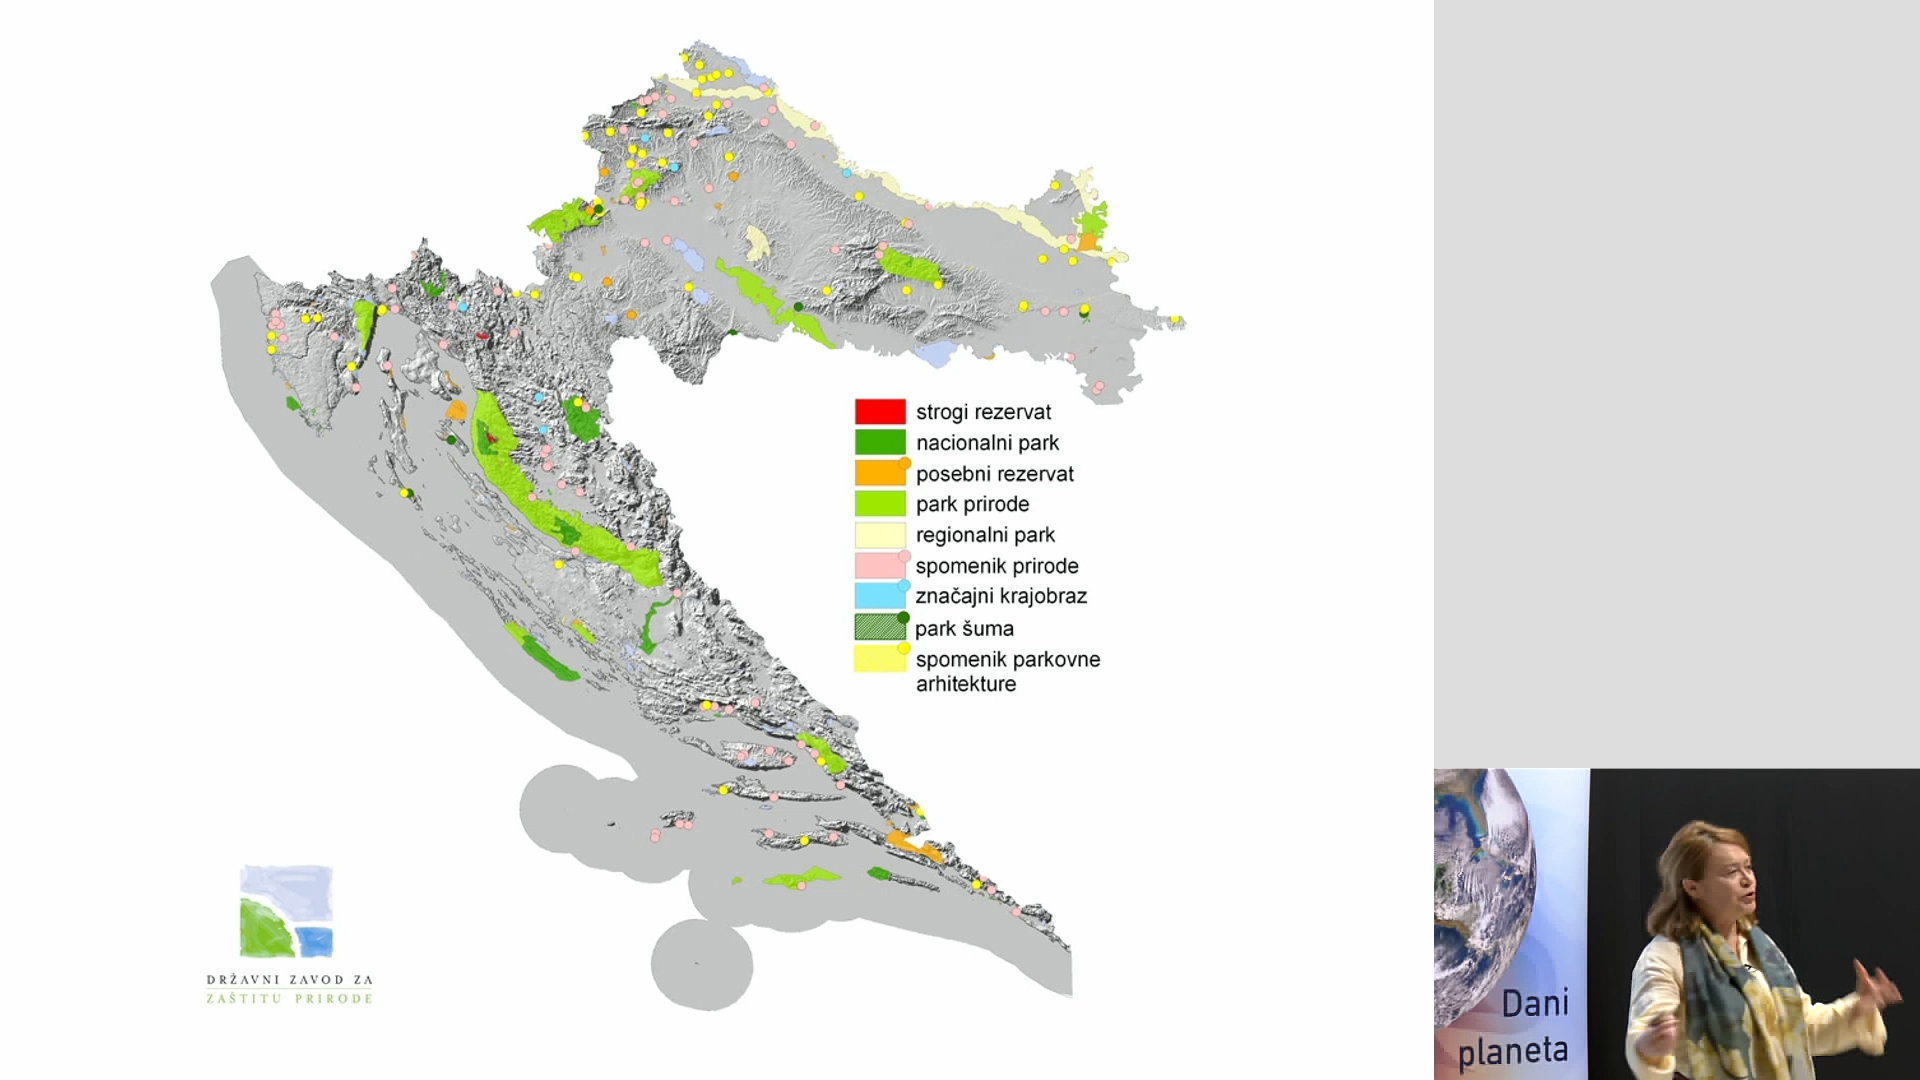 strogi rezervat
nacionalni park
posebni rezervat
park prirode
regionalni park
spomenik prirode
značajni krajobraz
park šuma
spomenik parkovne
arhitekture
DRŽAVNI ZAVOD ZA
ZAŠTITU PRIRODE
Dani
planeta